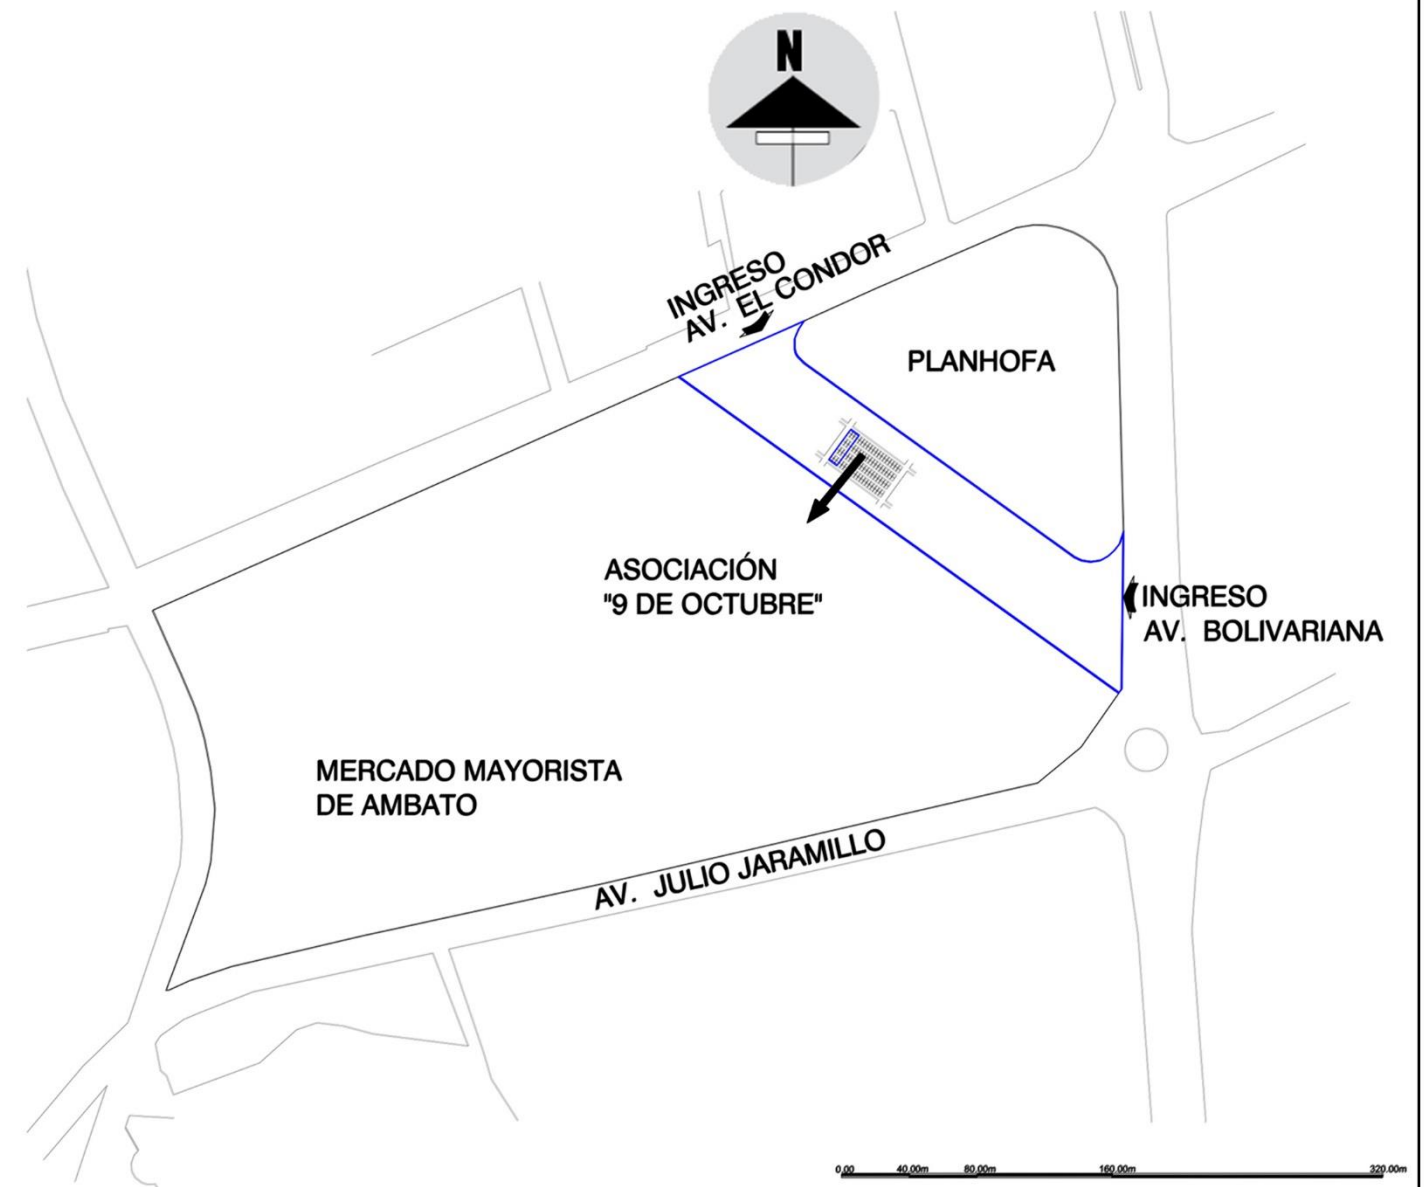 N
INGRESO
AV. EL CONDOR
PLANHOFA
ASOCIACIÓN
"9 DE OCTUBRE"
INGRESO
AV. BOLIVARIANA
MERCADO MAYORISTA
DE AMBATO
AV. JULIO JARAMILLO
0.00 40.00m 80.00m 160.00m 320.00m